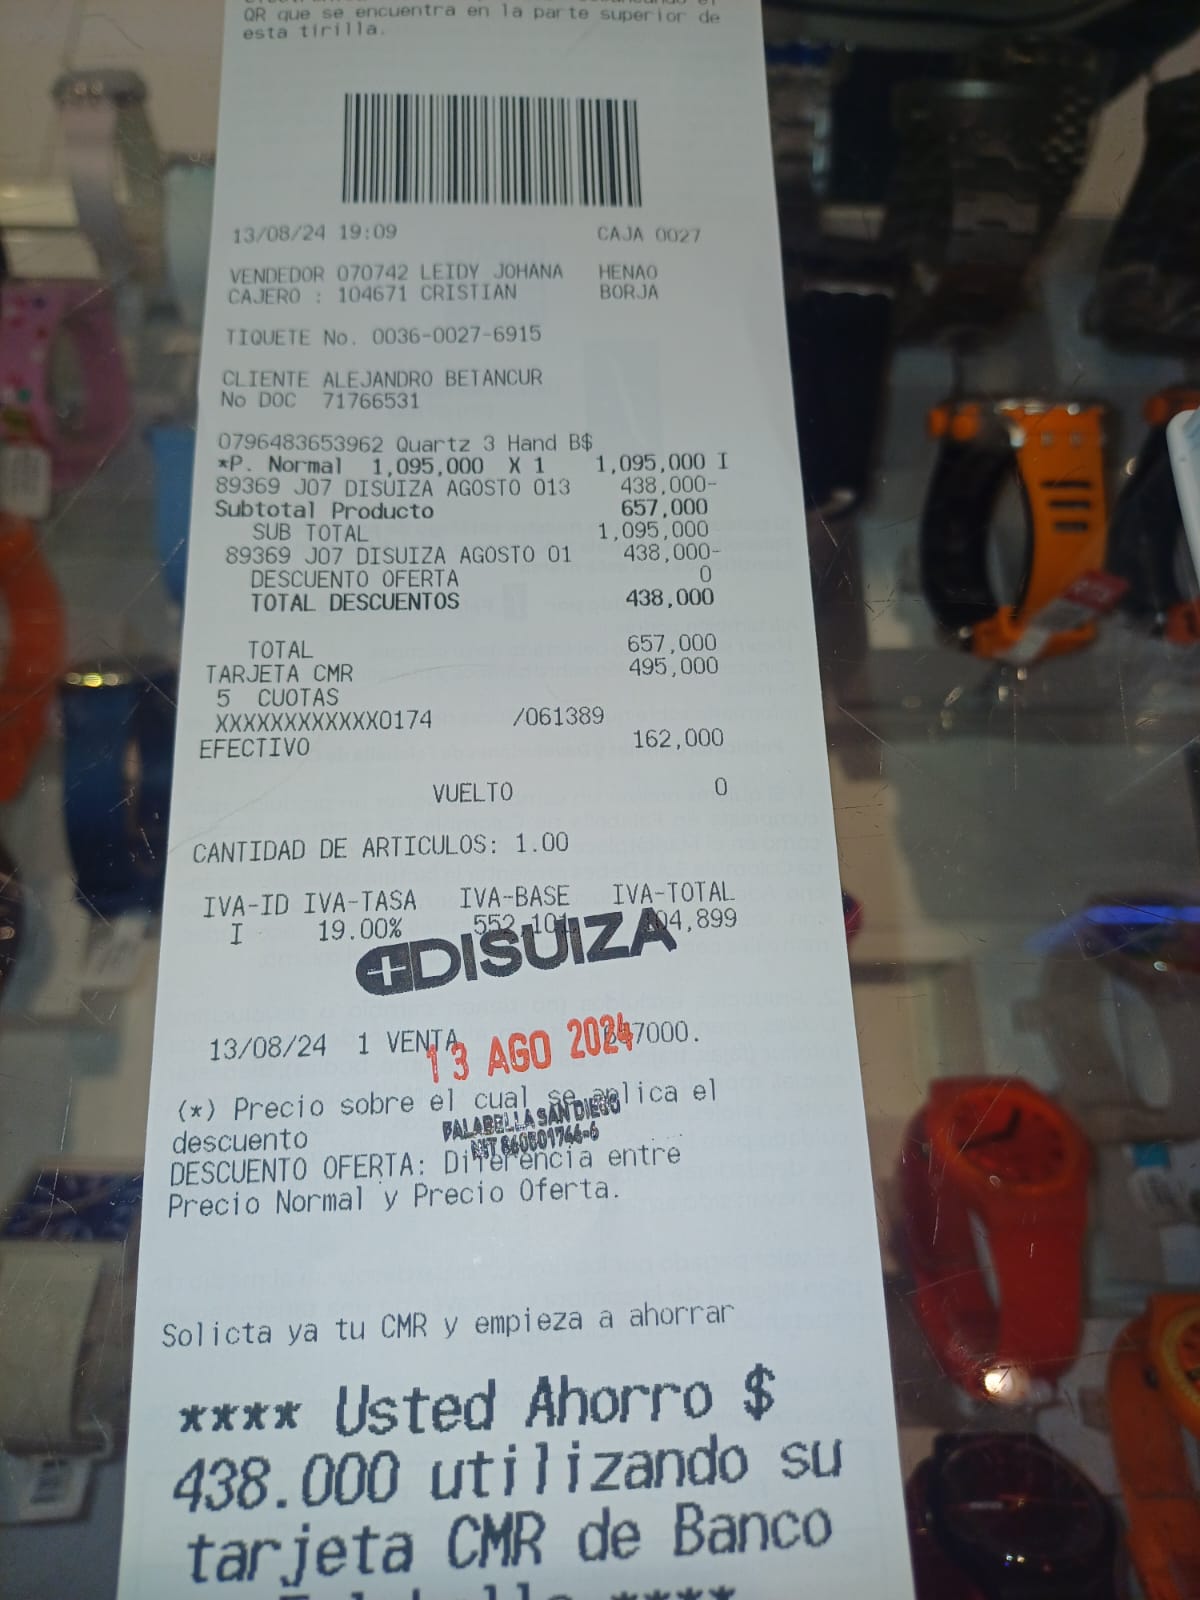 QR que se encuentra en la parte superior de
esta tirilla.
13/08/24 19:09 CAJA 0027
VENDEDOR 070742 LEIDY JOHANA HENAO
CAJERO : 104671 CRISTIAN BORJA
TIQUETE No. 0036-0027-6915
CLIENTE ALEJANDRO BETANCUR
No DOC 71766531
0796483653962 Quartz 3 Hand B$
*P. Normal 1,095,000 X 1 1,095,000 I
89369 J07 DISUIZA AGOSTO 013 438,000-
Subtotal Producto 657,000
SUB TOTAL 1,095,000
89369 J07 DISUIZA AGOSTO 01 438,000-
DESCUENTO OFERTA 0
TOTAL DESCUENTOS 438,000
TOTAL 657,000
TARJETA CMR 495,000
5 CUOTAS
XXXXXXXXXXXX0174 /061389
EFECTIVO 162,000
VUELTO 0
CANTIDAD DE ARTICULOS: 1.00
IVA-ID IVA-TASA IVA-BASE IVA-TOTAL
I 19.00% 552,101 104,899
DISUIZA
13/08/24 1 VENTA
13 AGO 2024
(*) Precio sobre el cual se aplica el
descuento
FALABELLA SAN DIEGO
NIT
DESCUENTO OFERTA: Diferencia entre
Precio Normal y Precio Oferta.
Solicta ya tu CMR y empieza a ahorrar
**** Usted Ahorro $
438.000 utilizando su
tarjeta CMR de Banco